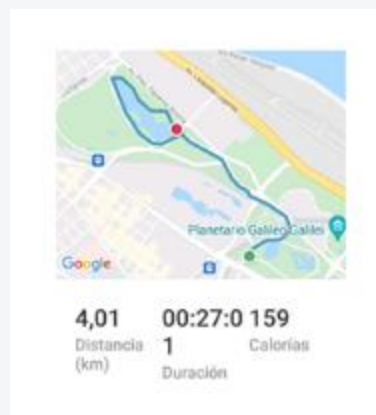 Planetario Galileo Galilei
Google
4,01
Distancia
(km)
00:27:0
1
Duración
159
Calorías